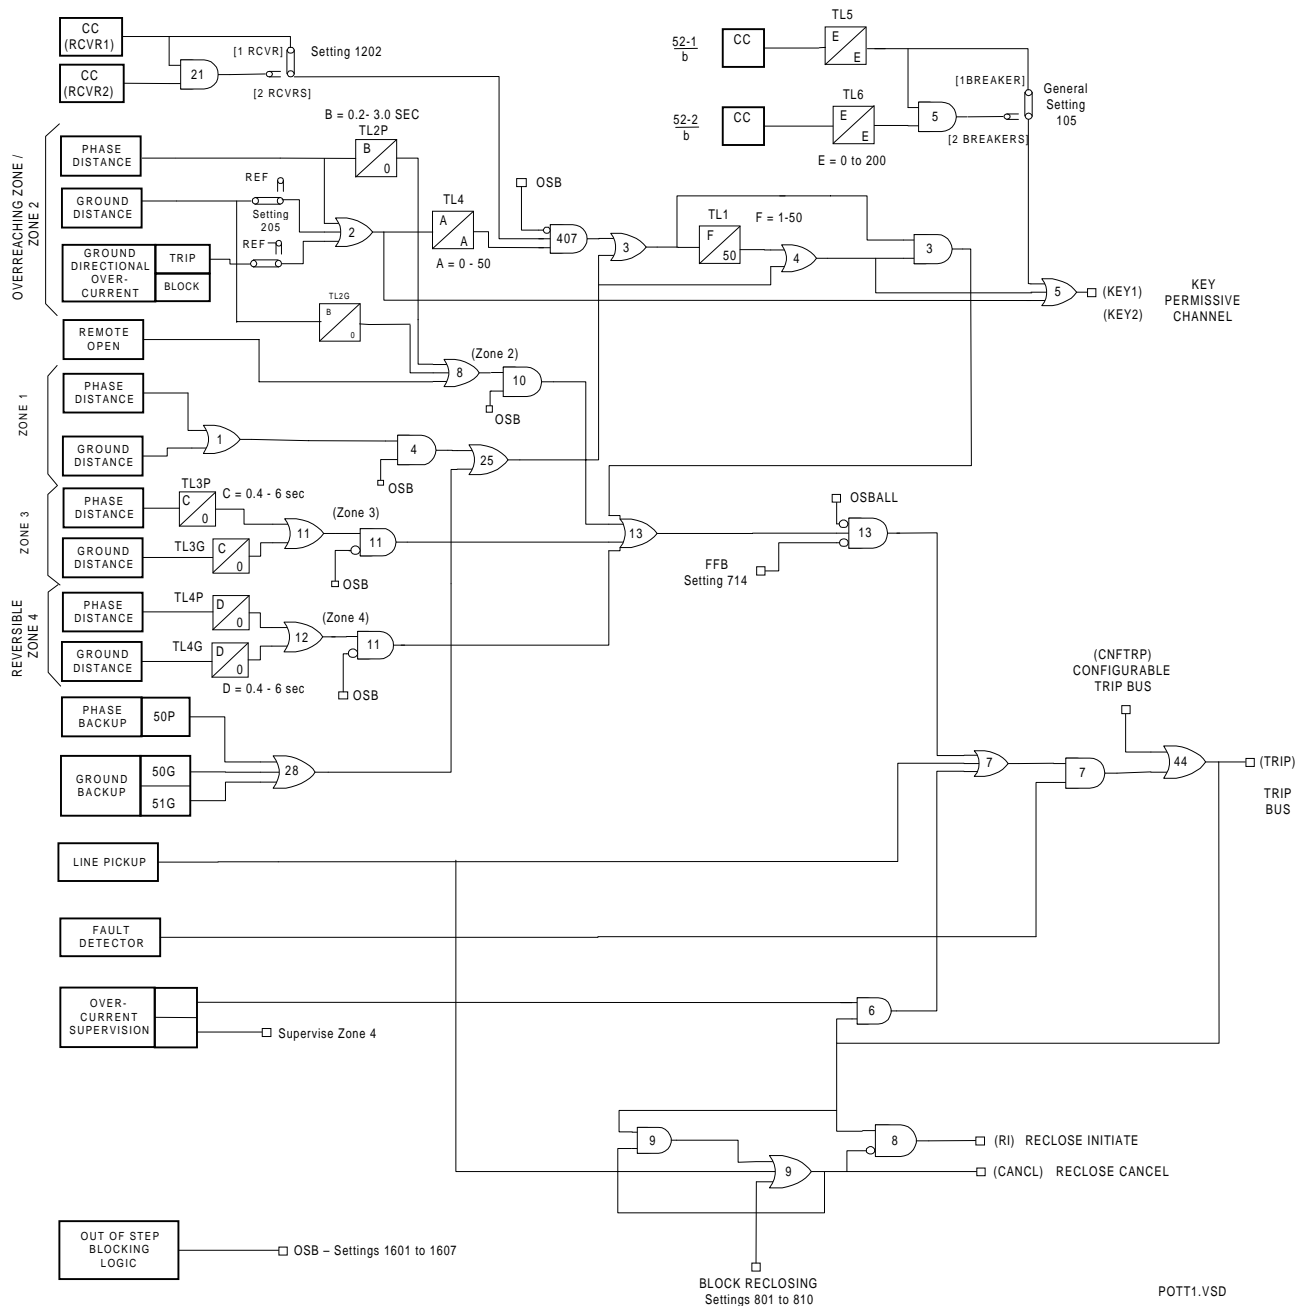 CC
(RCVR1)
CC
(RCVR2)
21
[1 RCVR]
Setting 1202
[2 RCVRS]
TL5
52-1
b
CC
E
E
[1BREAKER]
General
Setting
105
TL6
52-2
b
CC
E
E
5
[2 BREAKERS]
E = 0 to 200
B = 0.2- 3.0 SEC
TL2P
B
0
OVERREACHING ZONE /
ZONE 2
PHASE
DISTANCE
GROUND
DISTANCE
REF
Setting
205
REF
GROUND
DIRECTIONAL
OVER-
CURRENT
TRIP
BLOCK
2
TL4
A
A
A = 0 - 50
OSB
407
3
TL1
F = 1-50
F
50
4
3
5
(KEY1)
(KEY2)
KEY
PERMISSIVE
CHANNEL
TL2G
B
0
REMOTE
OPEN
8
(Zone 2)
10
OSB
ZONE 1
PHASE
DISTANCE
GROUND
DISTANCE
1
4
OSB
25
ZONE 3
PHASE
DISTANCE
TL3P
C
0
C = 0.4 - 6 sec
GROUND
DISTANCE
TL3G
C
0
11
(Zone 3)
11
OSB
13
OSBALL
13
FFB
Setting 714
REVERSIBLE
ZONE 4
PHASE
DISTANCE
TL4P
D
0
GROUND
DISTANCE
TL4G
D
0
D = 0.4 - 6 sec
12
(Zone 4)
11
OSB
PHASE
BACKUP
50P
GROUND
BACKUP
50G
51G
28
(CNFTRP)
CONFIGURABLE
TRIP BUS
7
7
44
(TRIP)
TRIP
BUS
LINE PICKUP
FAULT
DETECTOR
OVER-
CURRENT
SUPERVISION
Supervise Zone 4
6
9
9
8
(RI) RECLOSE INITIATE
(CANCL) RECLOSE CANCEL
OUT OF STEP
BLOCKING
LOGIC
OSB – Settings 1601 to 1607
BLOCK RECLOSING
Settings 801 to 810
POTT1.VSD